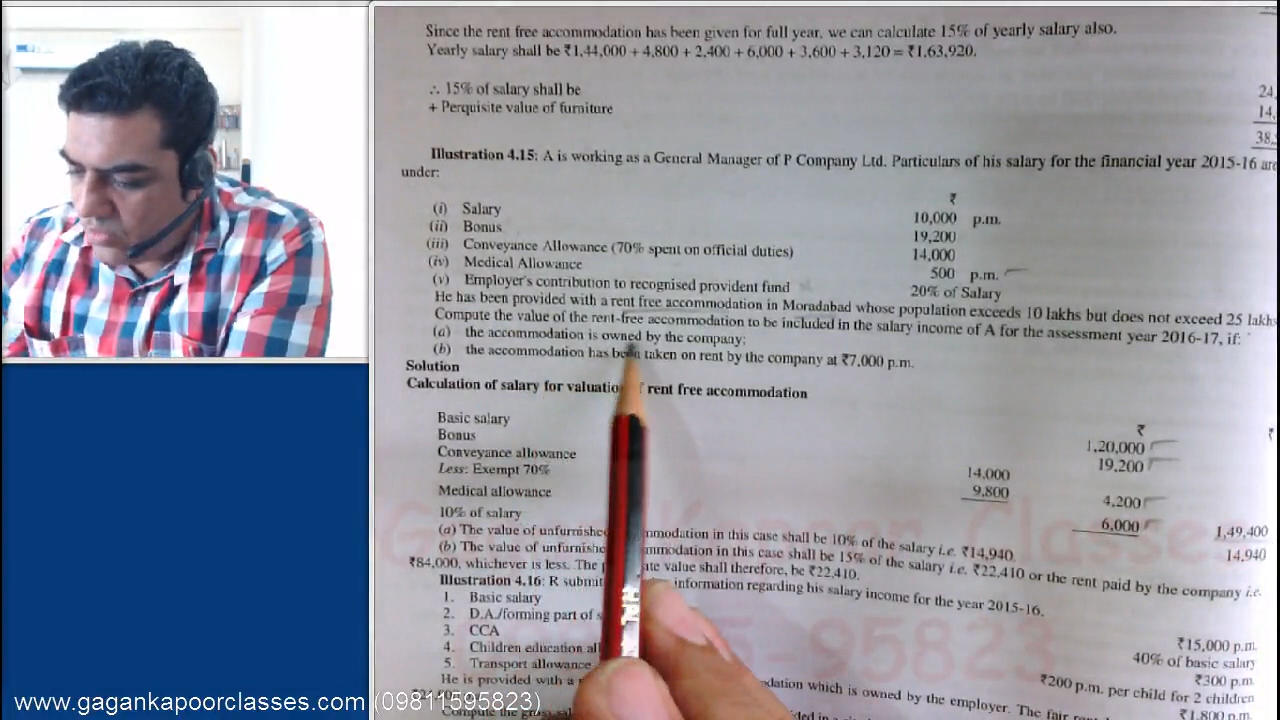 Since the rent free accommodation has been given for full year, we can calculate 15% of yearly salary also.
Yearly salary shall be ₹1,44,000 + 4,800 + 2,400 + 6,000 + 3,600 + 3,120 = ₹1,63,920.
∴ 15% of salary shall be 24,
+ Perquisite value of furniture 14,
38,
Illustration 4.15: A is working as a General Manager of P Company Ltd. Particulars of his salary for the financial year 2015-16 are
under:
₹
(i) Salary 10,000 p.m.
(ii) Bonus 19,200
(iii) Conveyance Allowance (70% spent on official duties) 14,000
(iv) Medical Allowance 500 p.m.
(v) Employer's contribution to recognised provident fund 20% of Salary
He has been provided with a rent free accommodation in Moradabad whose population exceeds 10 lakhs but does not exceed 25 lakhs
Compute the value of the rent-free accommodation to be included in the salary income of A for the assessment year 2016-17, if:
(a) the accommodation is owned by the company;
(b) the accommodation has been taken on rent by the company at ₹7,000 p.m.
Solution
Calculation of salary for valuation of rent free accommodation
₹ ₹
Basic salary 1,20,000
Bonus 19,200
Conveyance allowance 14,000
Less: Exempt 70% 9,800 4,200
Medical allowance 6,000 1,49,400
10% of salary 14,940
(a) The value of unfurnishe mmodation in this case shall be 10% of the salary i.e. ₹14,940.
(b) The value of unfurnishe mmodation in this case shall be 15% of the salary i.e. ₹22,410 or the rent paid by the company i.e.
₹84,000, whichever is less. The value shall therefore, be ₹22,410.
Illustration 4.16: R submit information regarding his salary income for the year 2015-16.
1. Basic salary ₹15,000 p.m.
2. D.A./forming part of 40% of basic salary
3. CCA ₹300 p.m.
4. Children education al ₹200 p.m. per child for 2 children
5. Transport allowance ₹1,800 p.m.
He is provided with a dation which is owned by the employer. The fair
Compute the
www.gagankapoorclasses.com (09811595823)